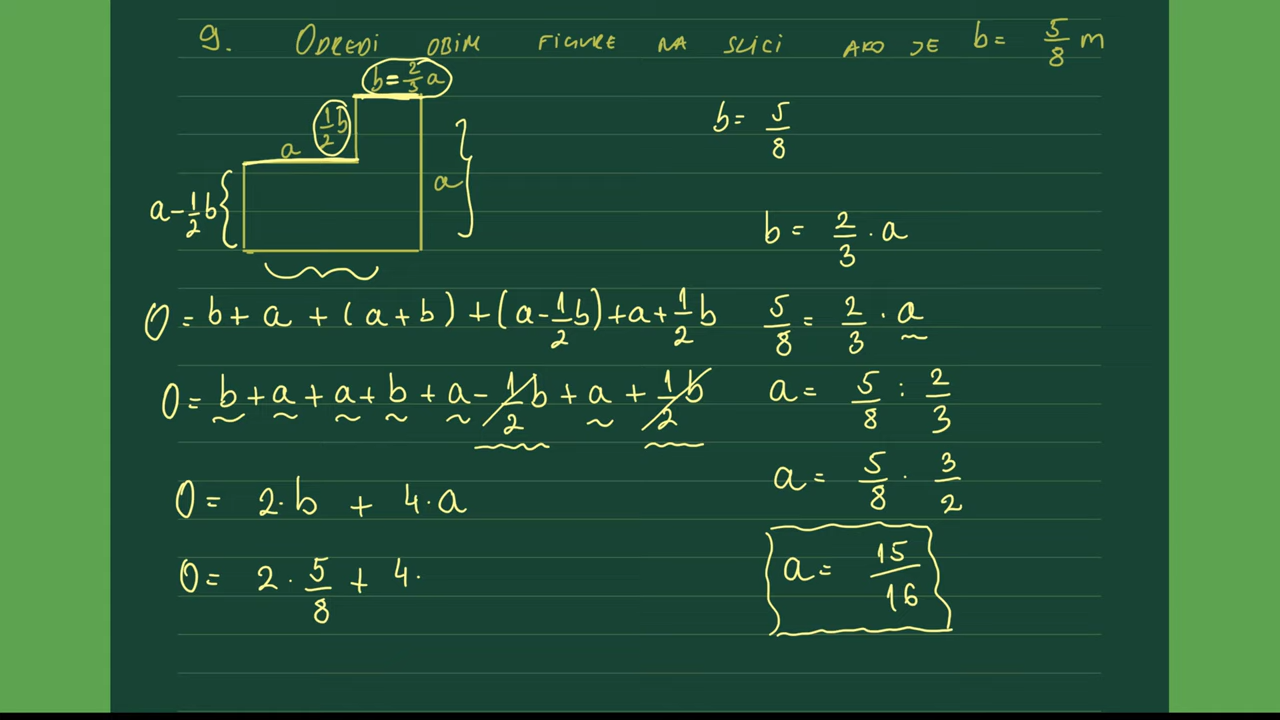 9. ODREDI OBIM FIGURE NA SLICI AKO JE b = 5/8 m
b = 2/3 a
1/2 b
a
a
a - 1/2 b
b = 5/8
b = 2/3 · a
O = b + a + (a + b) + (a - 1/2 b) + a + 1/2 b
5/8 = 2/3 · a
O = b + a + a + b + a - 1/2 b + a + 1/2 b
a = 5/8 : 2/3
O = 2 · b + 4 · a
a = 5/8 · 3/2
O = 2 · 5/8 + 4 ·
a = 15/16